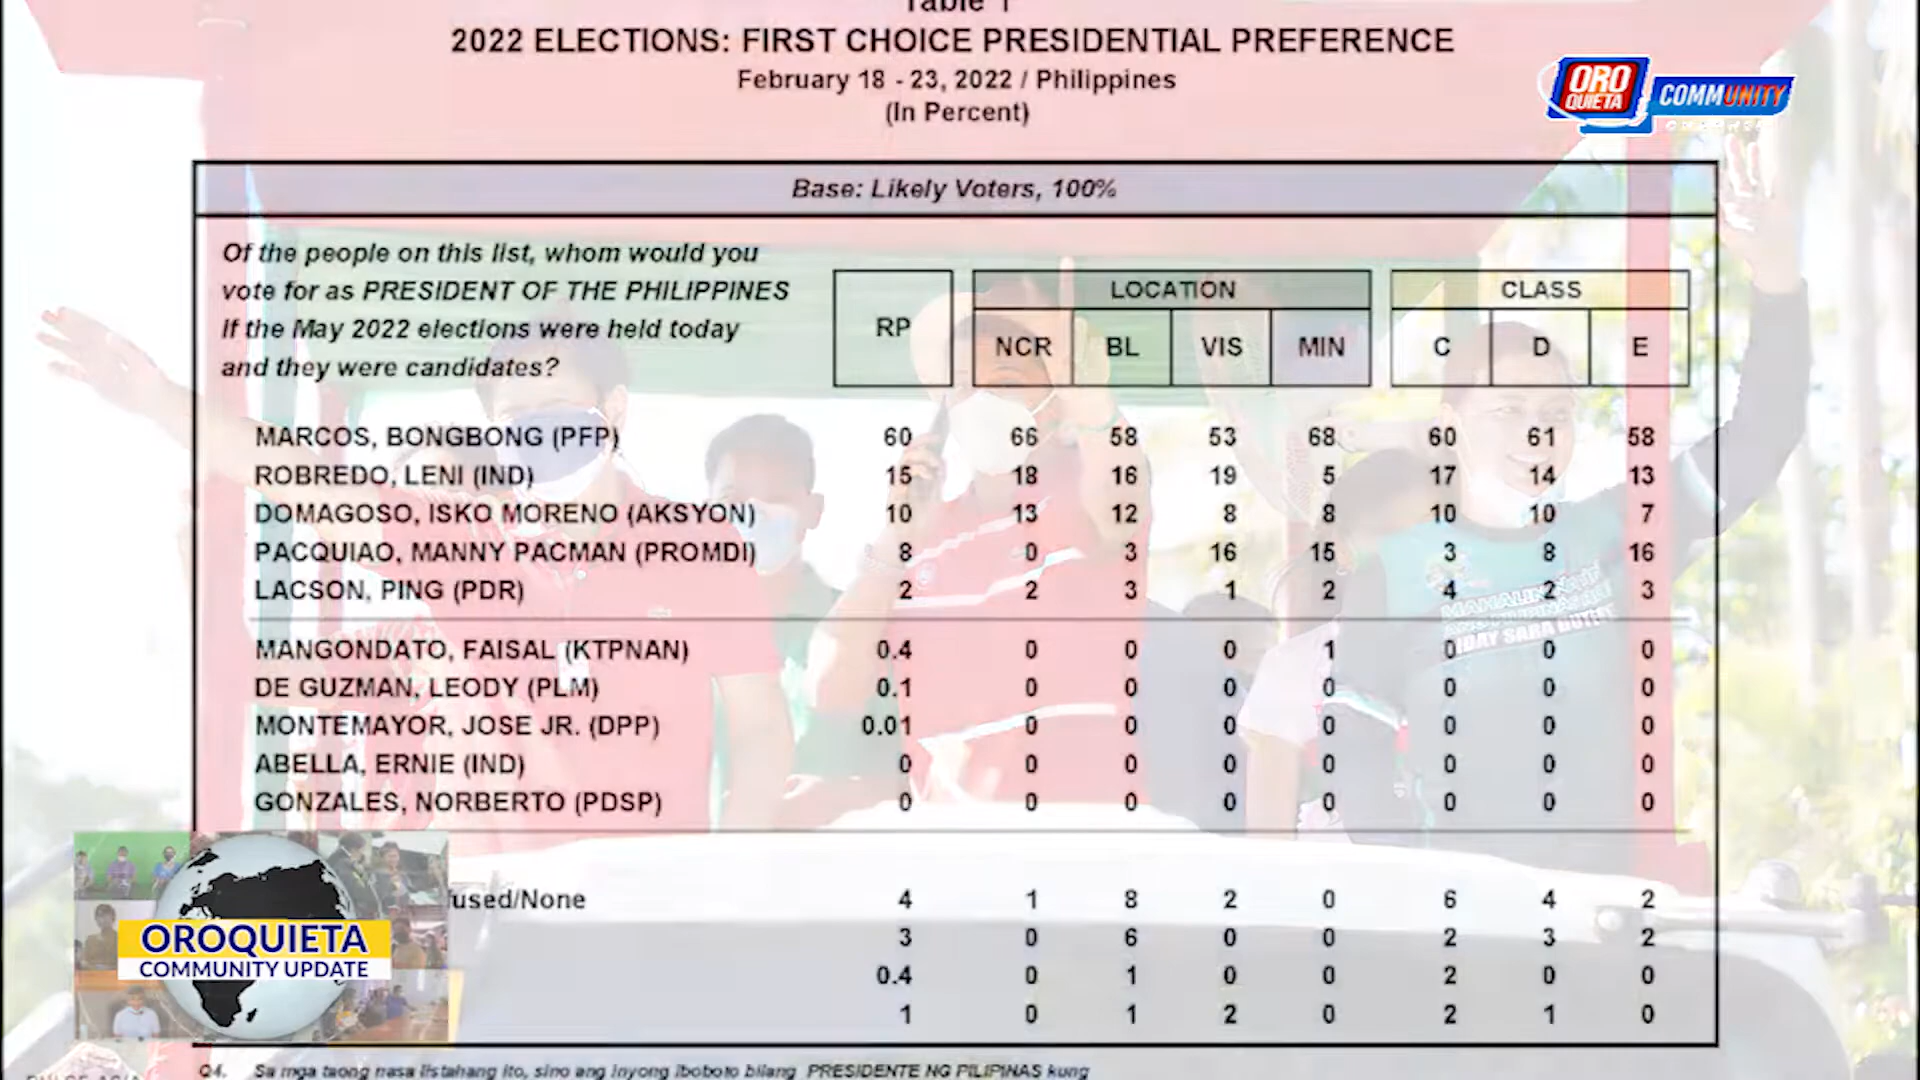 Table 1
2022 ELECTIONS: FIRST CHOICE PRESIDENTIAL PREFERENCE
February 18 - 23, 2022 / Philippines
(In Percent)
ORO
QUIETA
COMMUNITY
Base: Likely Voters, 100%
Of the people on this list, whom would you
vote for as PRESIDENT OF THE PHILIPPINES
if the May 2022 elections were held today
and they were candidates?
RP
LOCATION
CLASS
NCR BL VIS MIN C D E
MARCOS, BONGBONG (PFP) 60 66 58 53 68 60 61 58
ROBREDO, LENI (IND) 15 18 16 19 5 17 14 13
DOMAGOSO, ISKO MORENO (AKSYON) 10 13 12 8 8 10 10 7
PACQUIAO, MANNY PACMAN (PROMDI) 8 0 3 16 15 3 8 16
LACSON, PING (PDR) 2 2 3 1 2 4 2 3
MANGONDATO, FAISAL (KTPNAN) 0.4 0 0 0 1 0 0 0
DE GUZMAN, LEODY (PLM) 0.1 0 0 0 0 0 0 0
MONTEMAYOR, JOSE JR. (DPP) 0.01 0 0 0 0 0 0 0
ABELLA, ERNIE (IND) 0 0 0 0 0 0 0 0
GONZALES, NORBERTO (PDSP) 0 0 0 0 0 0 0 0
fused/None 4 1 8 2 0 6 4 2
3 0 6 0 0 2 3 2
0.4 0 1 0 0 2 0 0
1 0 1 2 0 2 1 0
OROQUIETA
COMMUNITY UPDATE
Q4. Sa mga taong nasa listahang ito, sino ang inyong iboboto bilang PRESIDENTE NG PILIPINAS kung